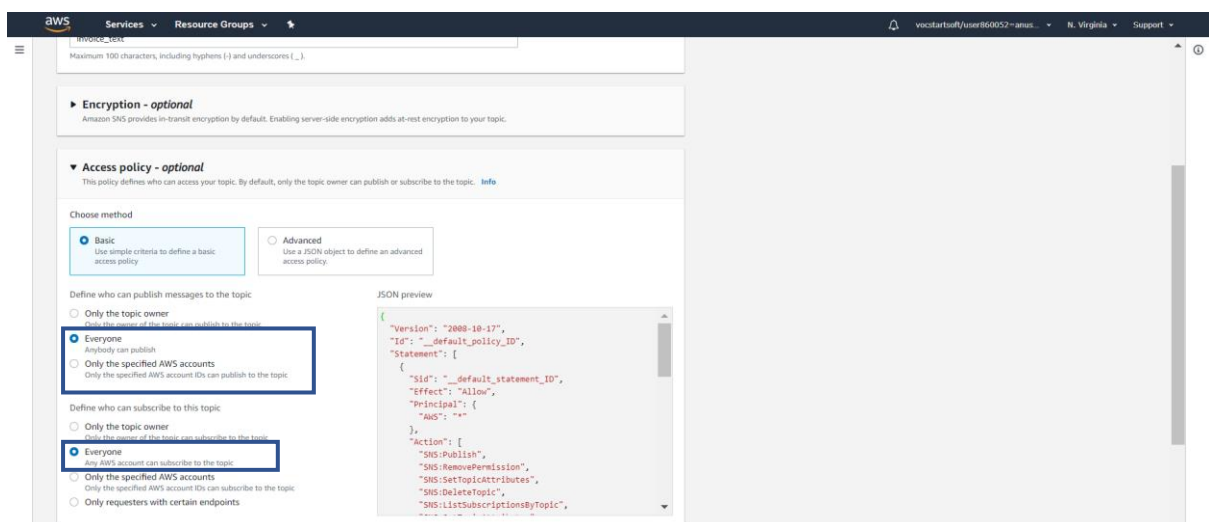 aws Services Resource Groups vocstartsoft/user860052=anus... N. Virginia Support
invoice_text
Maximum 100 characters, including hyphens (-) and underscores (_).
Encryption - optional
Amazon SNS provides in-transit encryption by default. Enabling server-side encryption adds at-rest encryption to your topic.
Access policy - optional
This policy defines who can access your topic. By default, only the topic owner can publish or subscribe to the topic. Info
Choose method
Basic
Use simple criteria to define a basic
access policy
Advanced
Use a JSON object to define an advanced
access policy.
Define who can publish messages to the topic
Only the topic owner
Only the owner of the topic can publish to the topic
Everyone
Anybody can publish
Only the specified AWS accounts
Only the specified AWS account IDs can publish to the topic
Define who can subscribe to this topic
Only the topic owner
Only the owner of the topic can subscribe to the topic
Everyone
Any AWS account can subscribe to the topic
Only the specified AWS accounts
Only the specified AWS account IDs can subscribe to the topic
Only requesters with certain endpoints
JSON preview
{
"Version": "2008-10-17",
"Id": "__default_policy_ID",
"Statement": [
{
"Sid": "__default_statement_ID",
"Effect": "Allow",
"Principal": {
"AWS": "*"
},
"Action": [
"SNS:Publish",
"SNS:RemovePermission",
"SNS:SetTopicAttributes",
"SNS:DeleteTopic",
"SNS:ListSubscriptionsByTopic",